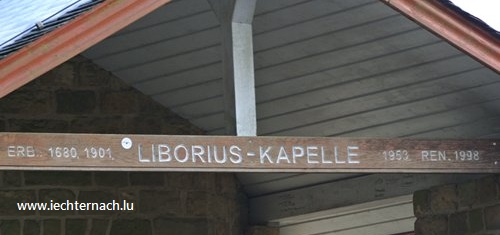 ERB. 1680, 1901. LIBORIUS-KAPELLE 1953 REN. 1998
www.iechternach.lu